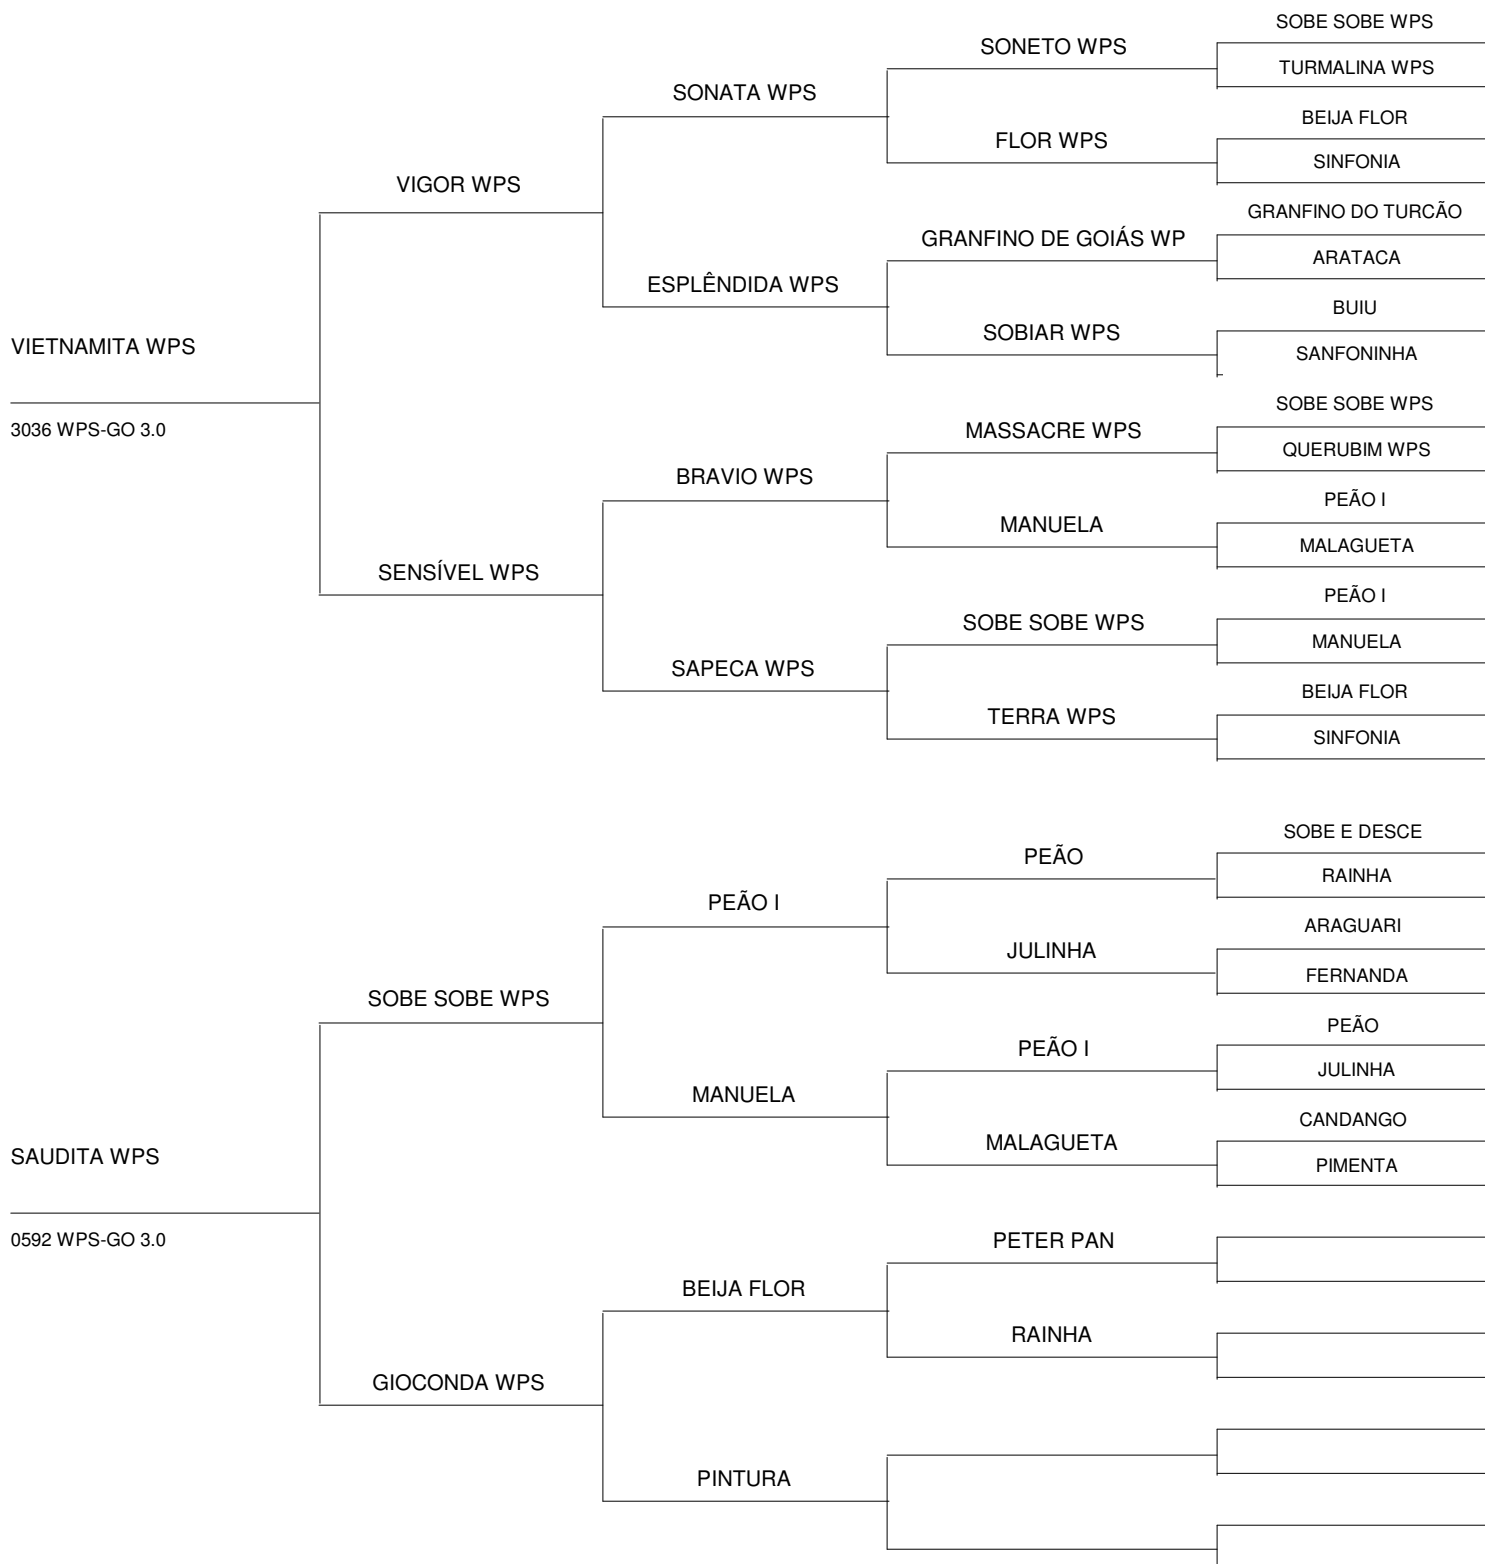 SOBE SOBE WPS
SONETO WPS
TURMALINA WPS
SONATA WPS
BEIJA FLOR
FLOR WPS
SINFONIA
VIGOR WPS
GRANFINO DO TURCÃO
GRANFINO DE GOIÁS WP
ARATACA
ESPLÊNDIDA WPS
BUIU
SOBIAR WPS
VIETNAMITA WPS
SANFONINHA
SOBE SOBE WPS
3036 WPS-GO 3.0
MASSACRE WPS
QUERUBIM WPS
BRAVIO WPS
PEÃO I
MANUELA
MALAGUETA
SENSÍVEL WPS
PEÃO I
SOBE SOBE WPS
MANUELA
SAPECA WPS
BEIJA FLOR
TERRA WPS
SINFONIA
SOBE E DESCE
PEÃO
RAINHA
PEÃO I
ARAGUARI
JULINHA
FERNANDA
SOBE SOBE WPS
PEÃO
PEÃO I
JULINHA
MANUELA
CANDANGO
MALAGUETA
SAUDITA WPS
PIMENTA
0592 WPS-GO 3.0
PETER PAN
BEIJA FLOR
RAINHA
GIOCONDA WPS
PINTURA